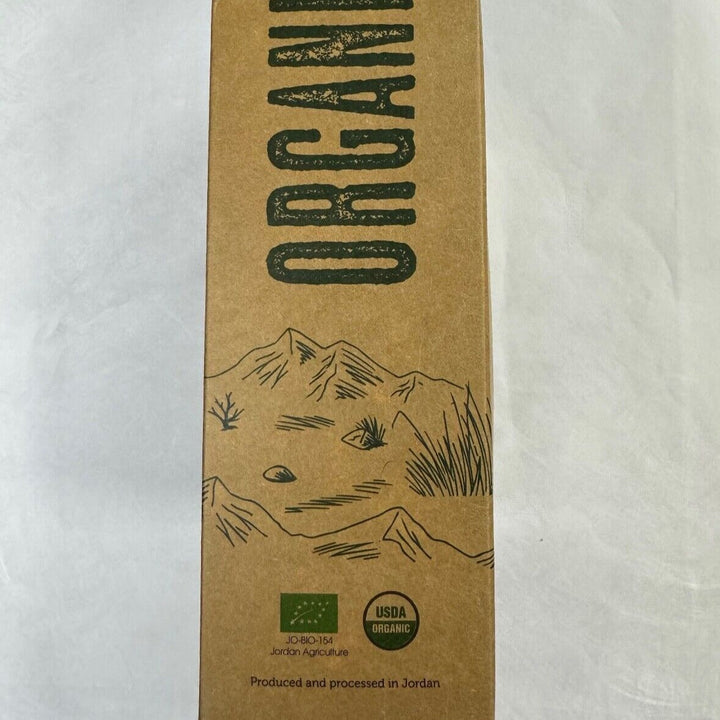 ORGANI
USDA
ORGANIC
JO-BIO-154
Jordan Agriculture
Produced and processed in Jordan